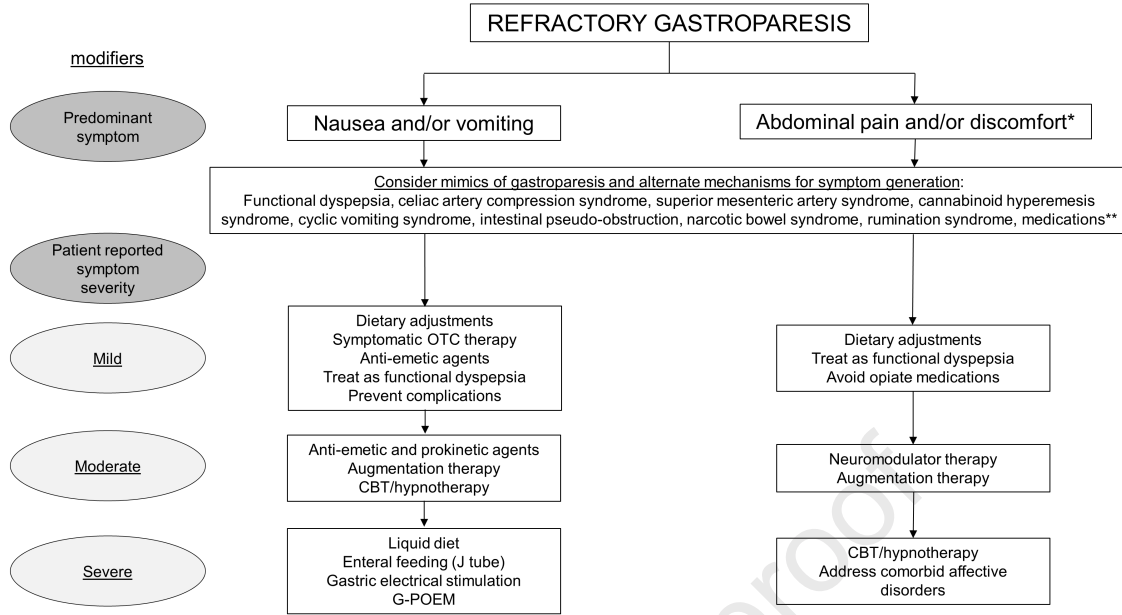 REFRACTORY GASTROPARESIS
modifiers
Predominant
symptom
Nausea and/or vomiting
Abdominal pain and/or discomfort*
Consider mimics of gastroparesis and alternate mechanisms for symptom generation:
Functional dyspepsia, celiac artery compression syndrome, superior mesenteric artery syndrome, cannabinoid hyperemesis
syndrome, cyclic vomiting syndrome, intestinal pseudo-obstruction, narcotic bowel syndrome, rumination syndrome, medications**
Patient reported
symptom
severity
Mild
Dietary adjustments
Symptomatic OTC therapy
Anti-emetic agents
Treat as functional dyspepsia
Prevent complications
Dietary adjustments
Treat as functional dyspepsia
Avoid opiate medications
Moderate
Anti-emetic and prokinetic agents
Augmentation therapy
CBT/hypnotherapy
Neuromodulator therapy
Augmentation therapy
Severe
Liquid diet
Enteral feeding (J tube)
Gastric electrical stimulation
G-POEM
CBT/hypnotherapy
Address comorbid affective
disorders
proof